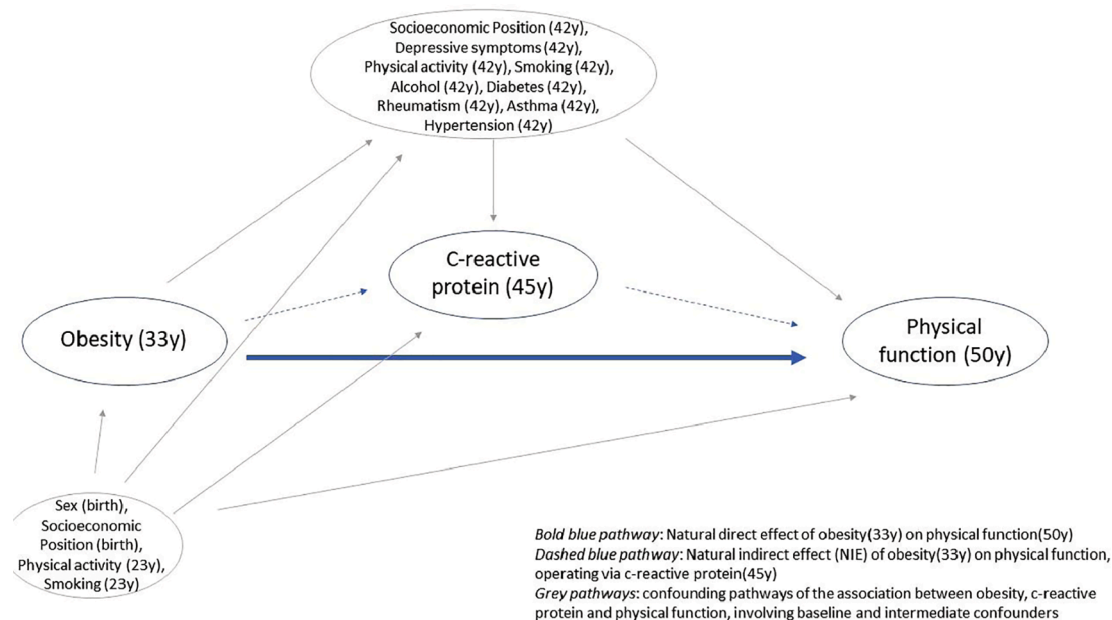 Socioeconomic Position (42y),
Depressive symptoms (42y),
Physical activity (42y), Smoking (42y),
Alcohol (42y), Diabetes (42y),
Rheumatism (42y), Asthma (42y),
Hypertension (42y)
C-reactive
protein (45y)
Obesity (33y)
Physical
function (50y)
Sex (birth),
Socioeconomic
Position (birth),
Physical activity (23y),
Smoking (23y)
Bold blue pathway: Natural direct effect of obesity(33y) on physical function(50y)
Dashed blue pathway: Natural indirect effect (NIE) of obesity(33y) on physical function,
operating via c-reactive protein(45y)
Grey pathways: confounding pathways of the association between obesity, c-reactive
protein and physical function, involving baseline and intermediate confounders